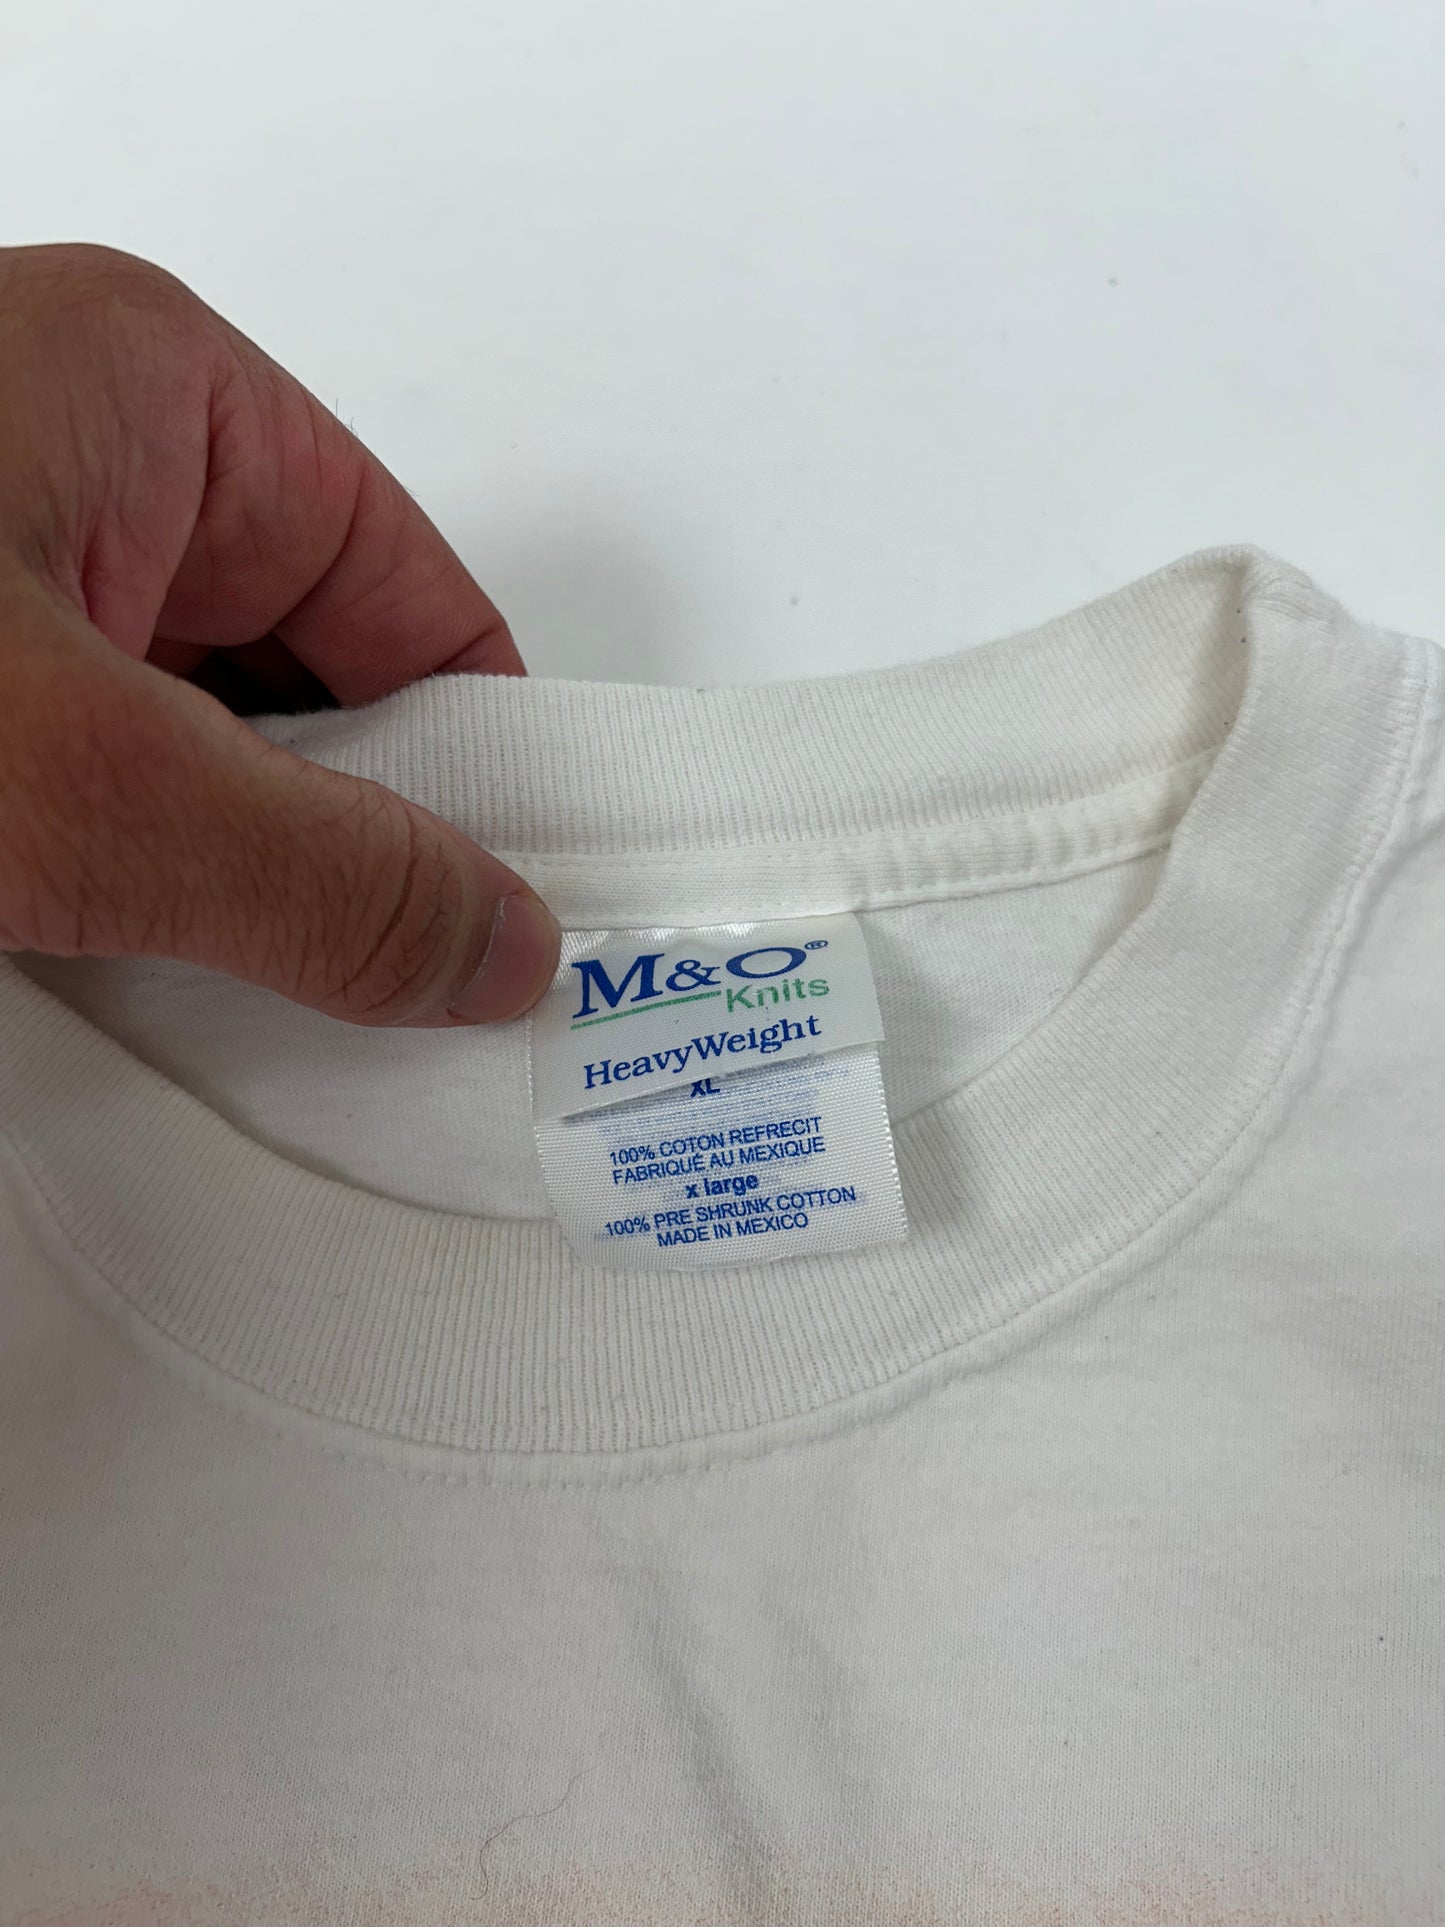 M&O®
Knits
HeavyWeight
XL
100% COTON REFRECIT
FABRIQUÉ AU MEXIQUE
x large
100% PRE SHRUNK COTTON
MADE IN MEXICO